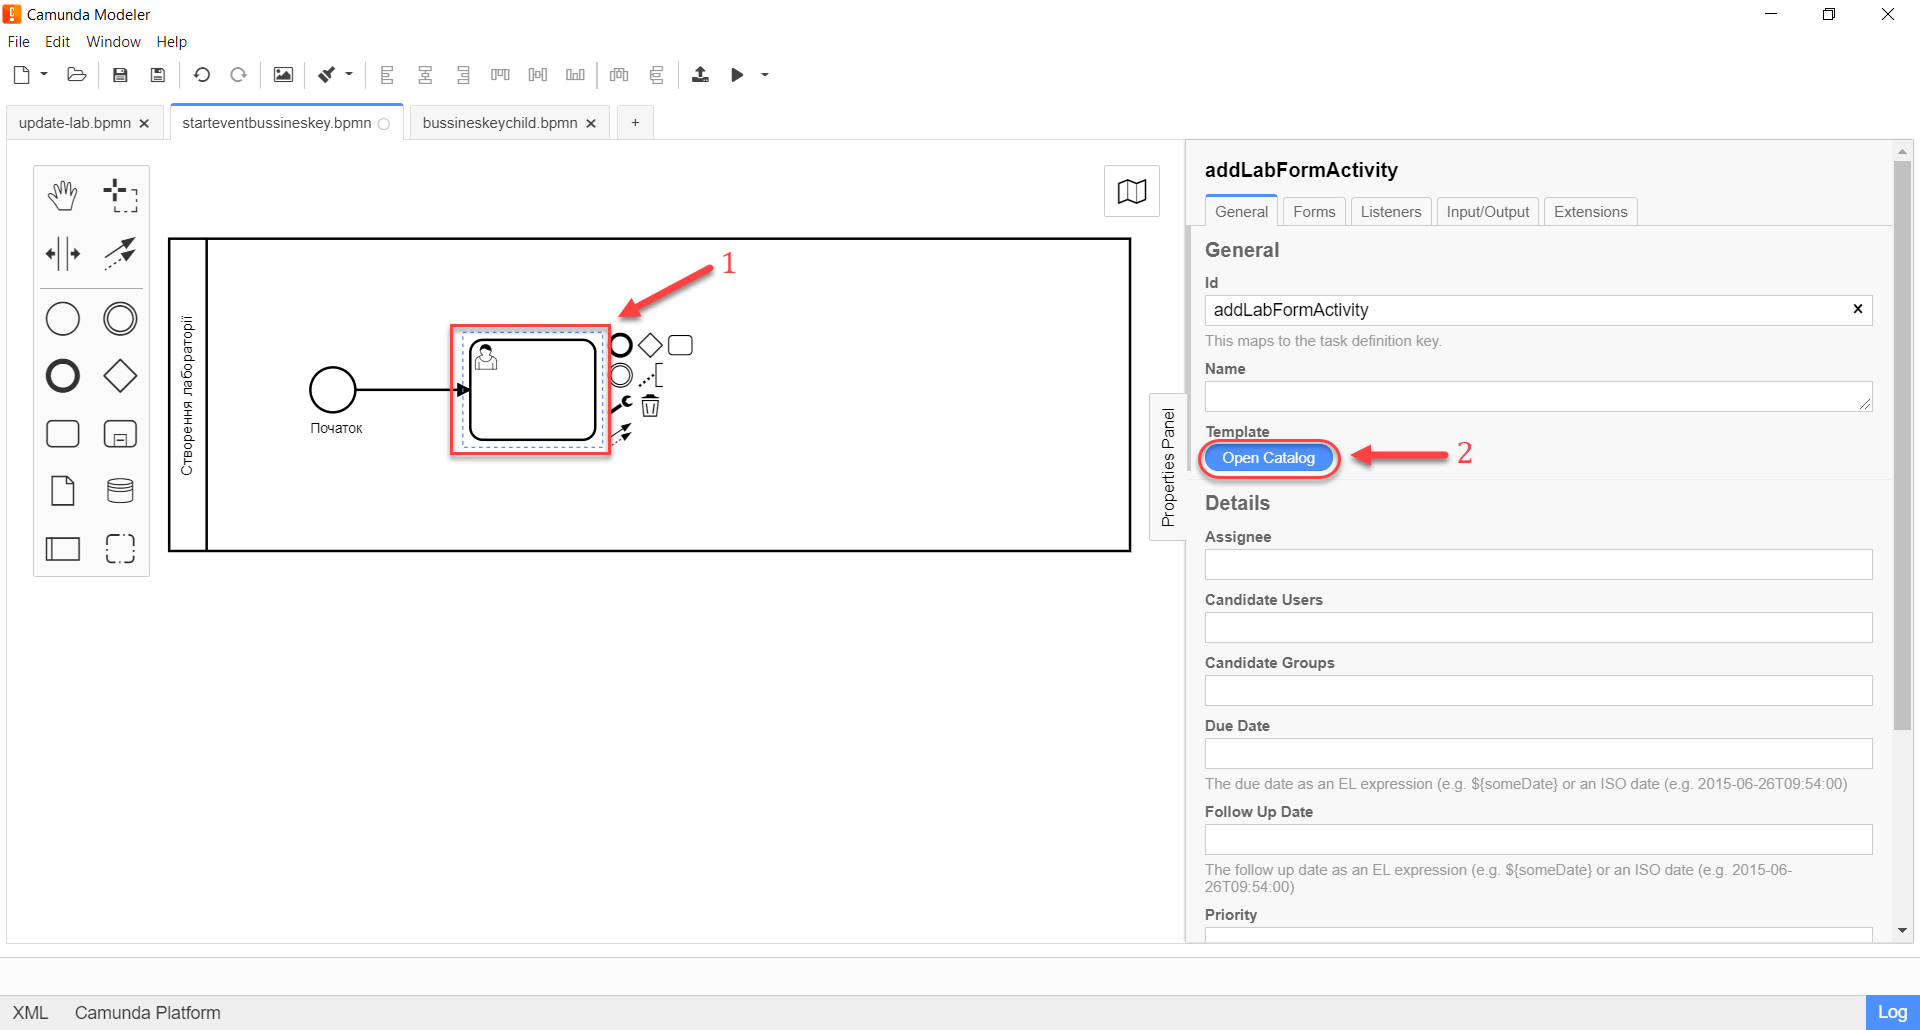 Camunda Modeler
File Edit Window Help
update-lab.bpmn starteventbussineskey.bpmn bussineskeychild.bpmn +
Створення лабораторії
Початок
1
Properties Panel
addLabFormActivity
General Forms Listeners Input/Output Extensions
General
Id
addLabFormActivity
This maps to the task definition key.
Name
Template
Open Catalog
2
Details
Assignee
Candidate Users
Candidate Groups
Due Date
The due date as an EL expression (e.g. ${someDate} or an ISO date (e.g. 2015-06-26T09:54:00)
Follow Up Date
The follow up date as an EL expression (e.g. ${someDate} or an ISO date (e.g. 2015-06-
26T09:54:00)
Priority
XML Camunda Platform
Log